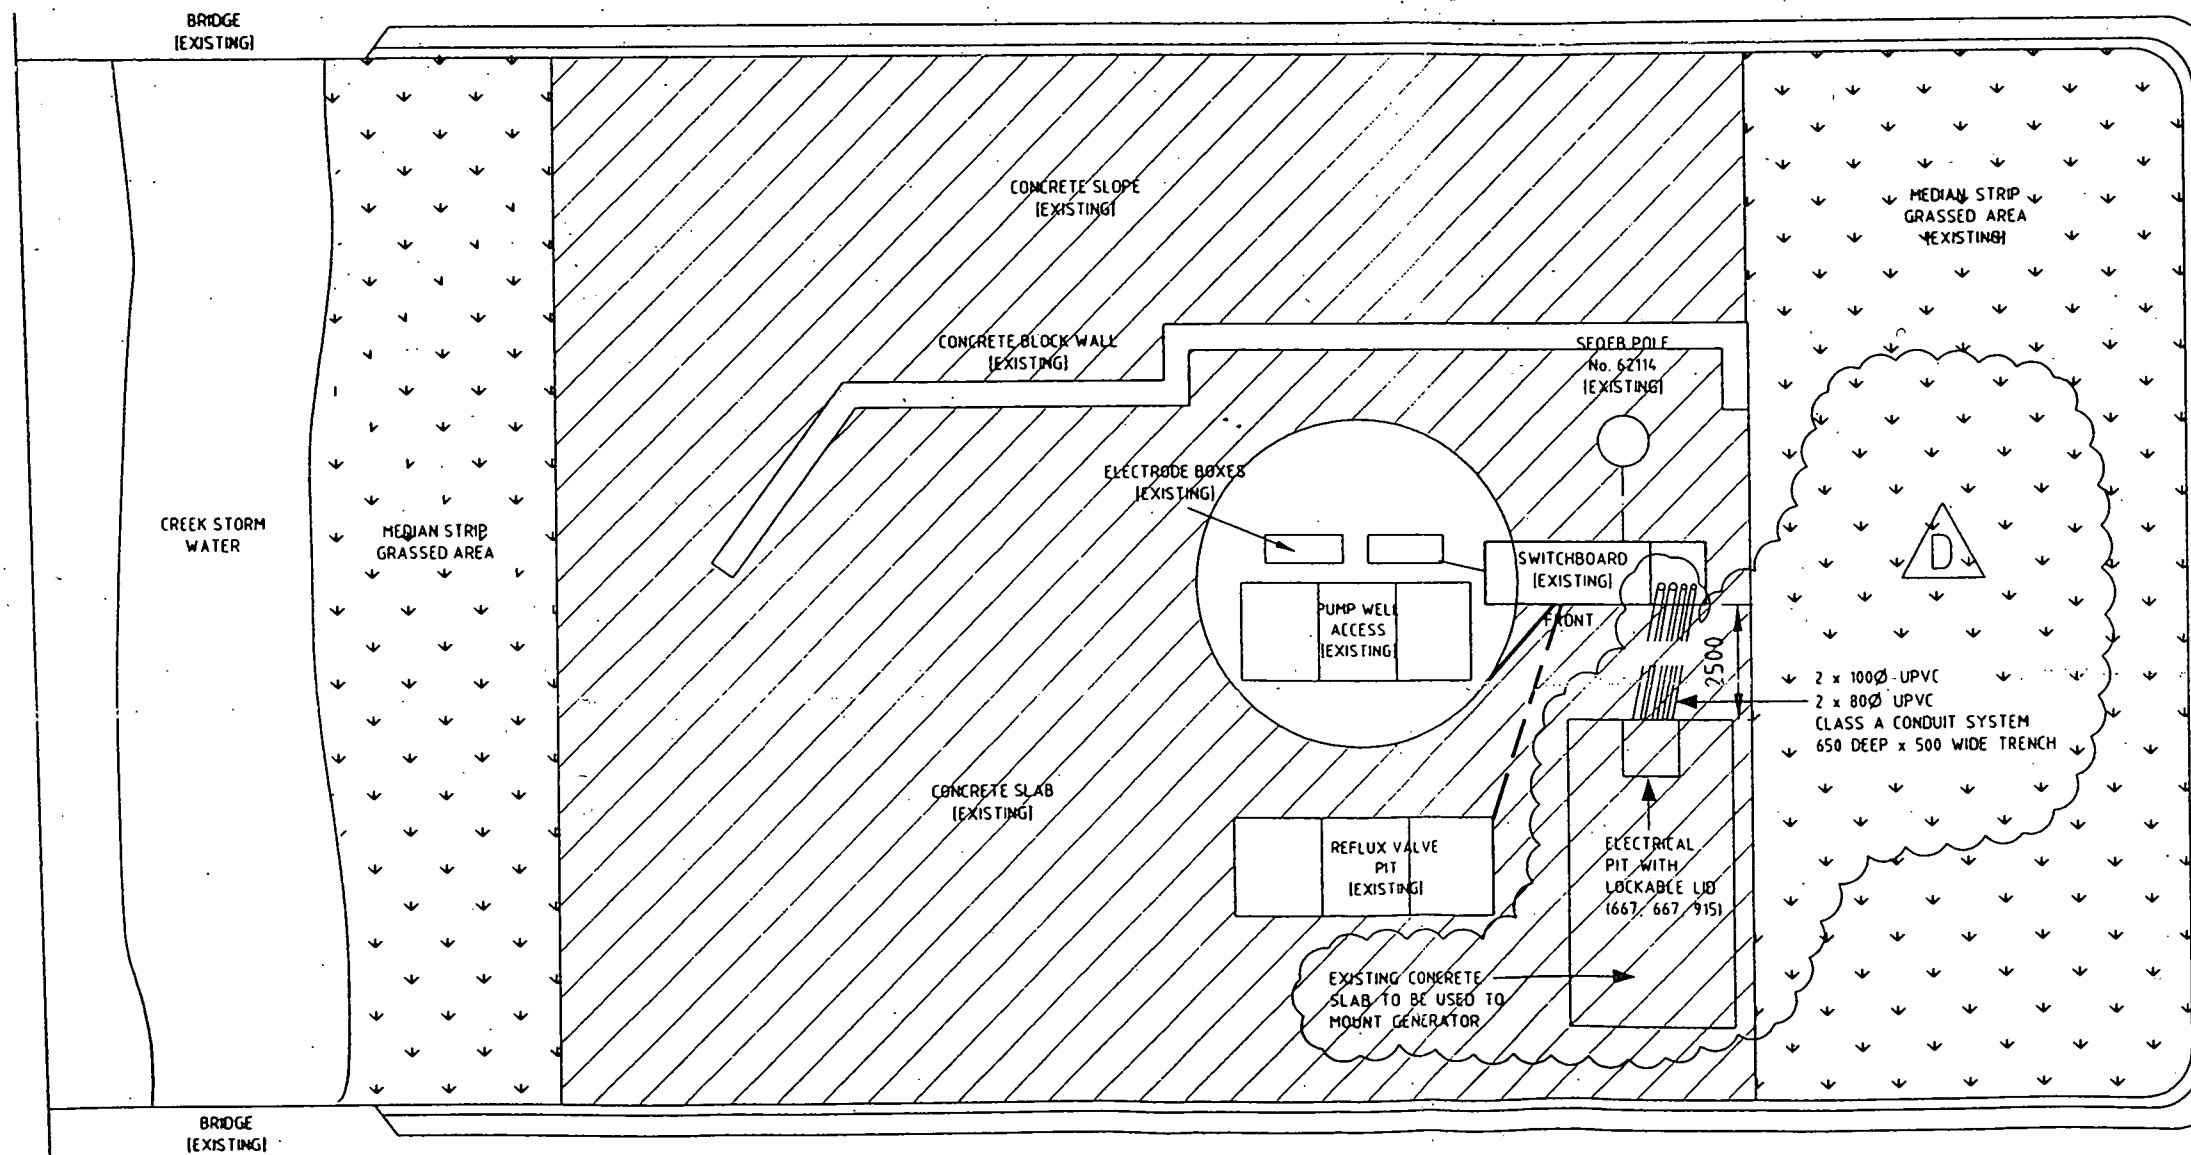 BRIDGE
[EXISTING]
CONCRETE SLOPE
[EXISTING]
MEDIAN STRIP
GRASSED AREA
[EXISTING]
CONCRETE BLOCK WALL
[EXISTING]
SEQEB POLE
No. 62114
[EXISTING]
ELECTRODE BOXES
[EXISTING]
CREEK STORM
WATER
MEDIAN STRIP
GRASSED AREA
SWITCHBOARD
[EXISTING]
D
PUMP WELL
ACCESS
[EXISTING]
FRONT
2500
2 x 100Ø UPVC
2 x 80Ø UPVC
CLASS A CONDUIT SYSTEM
650 DEEP x 500 WIDE TRENCH
CONCRETE SLAB
[EXISTING]
REFLUX VALVE
PIT
[EXISTING]
ELECTRICAL
PIT WITH
LOCKABLE LID
(667, 667, 915)
EXISTING CONCRETE
SLAB TO BE USED TO
MOUNT GENERATOR
BRIDGE
[EXISTING]